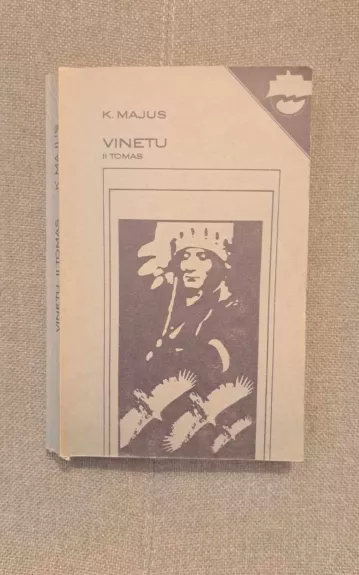 K. MAJUS
VINETU
II TOMAS
VINETU II TOMAS K. MAJUS